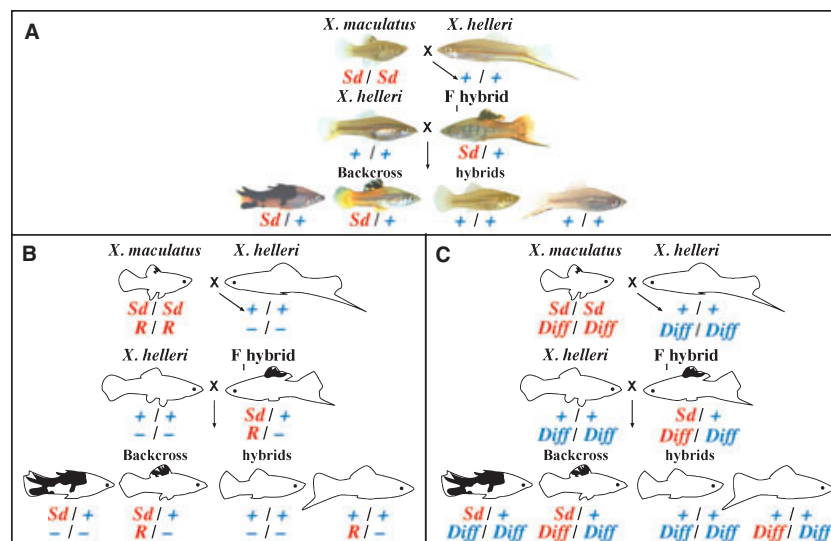 A
X. maculatus X. helleri
X
Sd / Sd + / +
X. helleri F hybrid
I
X
+ / + Sd / +
Backcross hybrids
Sd / + Sd / + + / + + / +
B
X. maculatus X. helleri
X
Sd / Sd + / +
R / R – / –
X. helleri F hybrid
I
X
+ / + Sd / +
– / – R / –
Backcross hybrids
Sd / + Sd / + + / + + / +
– / – R / – – / – R / –
C
X. maculatus X. helleri
X
Sd / Sd + / +
Diff / Diff Diff / Diff
X. helleri F hybrid
I
X
+ / + Sd / +
Diff / Diff Diff / Diff
Backcross hybrids
Sd / + Sd / + + / + + / +
Diff / Diff Diff / Diff Diff / Diff Diff / Diff